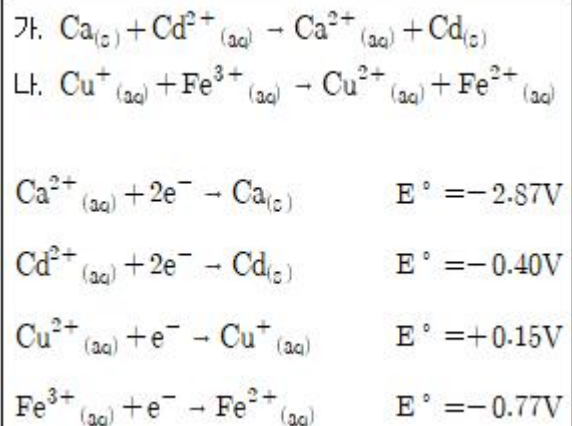 가. Ca(s) + Cd²⁺(aq) → Ca²⁺(aq) + Cd(s)
나. Cu⁺(aq) + Fe³⁺(aq) → Cu²⁺(aq) + Fe²⁺(aq)
Ca²⁺(aq) + 2e⁻ → Ca(s) E° = -2.87V
Cd²⁺(aq) + 2e⁻ → Cd(s) E° = -0.40V
Cu²⁺(aq) + e⁻ → Cu⁺(aq) E° = +0.15V
Fe³⁺(aq) + e⁻ → Fe²⁺(aq) E° = -0.77V